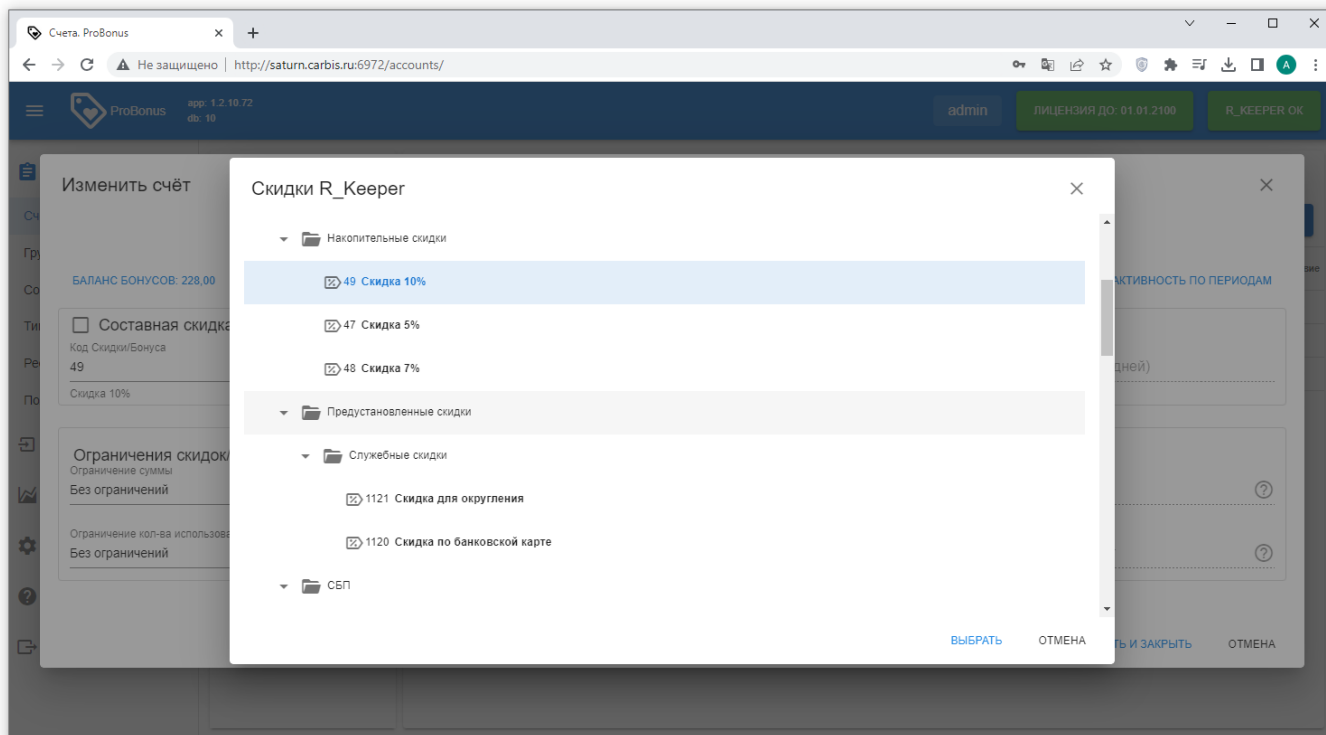 Счета. ProBonus
Не защищено | http://saturn.carbis.ru:6972/accounts/
A
ProBonus
app: 1.2.10.72
db: 10
admin
ЛИЦЕНЗИЯ ДО: 01.01.2100
R_KEEPER OK
Изменить счёт
Скидки R_Keeper
Накопительные скидки
БАЛАНС БОНУСОВ: 228,00
49 Скидка 10%
АКТИВНОСТЬ ПО ПЕРИОДАМ
Составная скидка
47 Скидка 5%
Код Скидки/Бонуса
49
48 Скидка 7%
дней)
Скидка 10%
Предустановленные скидки
Ограничения скидок/
Служебные скидки
Ограничение суммы
Без ограничений
1121 Скидка для округления
Ограничение кол-ва использова
Без ограничений
1120 Скидка по банковской карте
СБП
ВЫБРАТЬ
ОТМЕНА
ТЬ И ЗАКРЫТЬ
ОТМЕНА